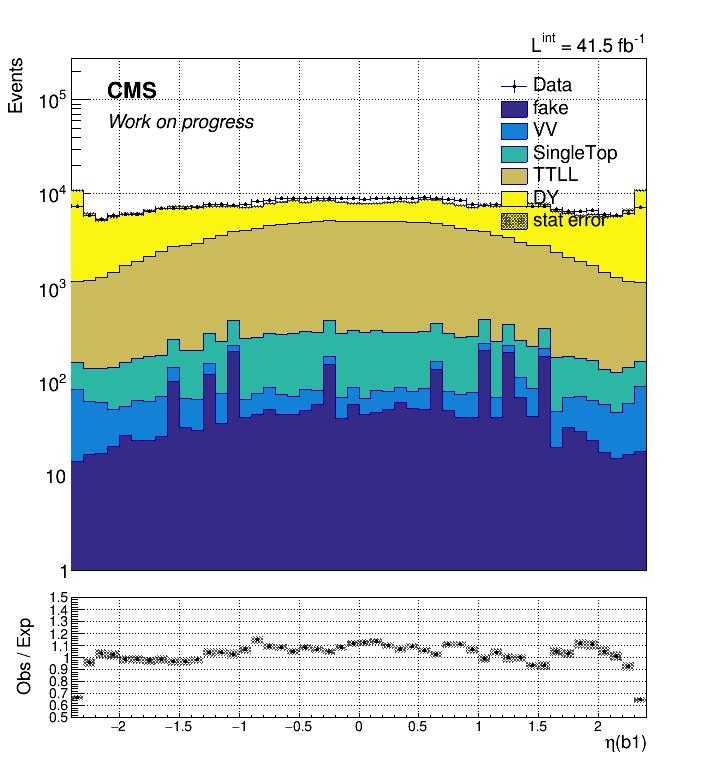 L^int = 41.5 fb^-1
Events
CMS
Work on progress
Data
fake
VV
SingleTop
TTLL
DY
stat error
10^5
10^4
10^3
10^2
10
1
Obs / Exp
1.5
1.4
1.3
1.2
1.1
1
0.9
0.8
0.7
0.6
0.5
−2 −1.5 −1 −0.5 0 0.5 1 1.5 2
η(b1)